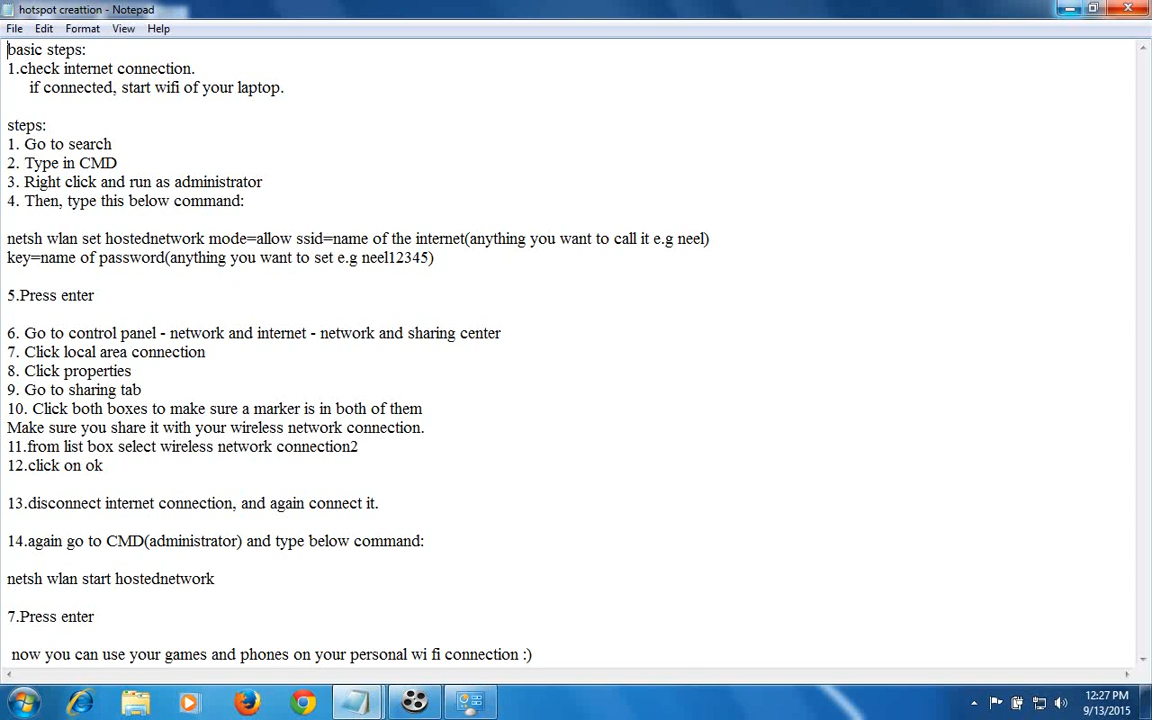 hotspot creattion - Notepad
File Edit Format View Help
basic steps:
1.check internet connection.
if connected, start wifi of your laptop.
steps:
1. Go to search
2. Type in CMD
3. Right click and run as administrator
4. Then, type this below command:
netsh wlan set hostednetwork mode=allow ssid=name of the internet(anything you want to call it e.g neel)
key=name of password(anything you want to set e.g neel12345)
5.Press enter
6. Go to control panel - network and internet - network and sharing center
7. Click local area connection
8. Click properties
9. Go to sharing tab
10. Click both boxes to make sure a marker is in both of them
Make sure you share it with your wireless network connection.
11.from list box select wireless network connection2
12.click on ok
13.disconnect internet connection, and again connect it.
14.again go to CMD(administrator) and type below command:
netsh wlan start hostednetwork
7.Press enter
now you can use your games and phones on your personal wi fi connection :)
12:27 PM
9/13/2015